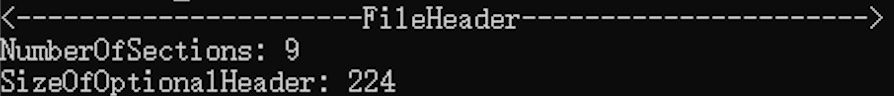 <----------------------FileHeader---------------------->
NumberOfSections: 9
SizeOfOptionalHeader: 224